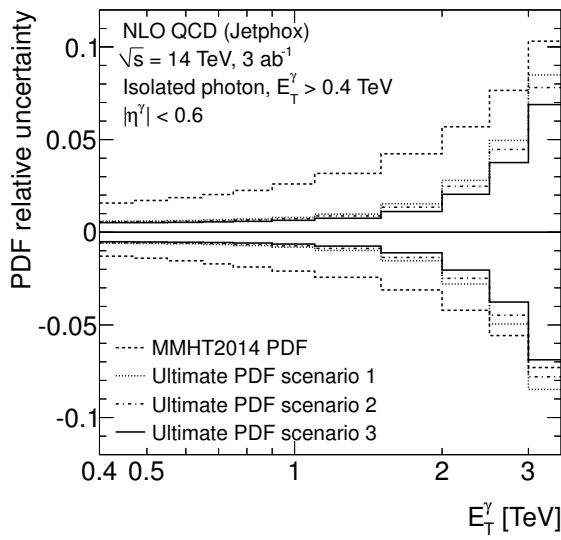 NLO QCD (Jetphox)
√s = 14 TeV, 3 ab⁻¹
Isolated photon, E_T^γ > 0.4 TeV
|η^γ| < 0.6
PDF relative uncertainty
0.1
0.05
0
-0.05
-0.1
MMHT2014 PDF
Ultimate PDF scenario 1
Ultimate PDF scenario 2
Ultimate PDF scenario 3
0.4 0.5 1 2 3
E_T^γ [TeV]